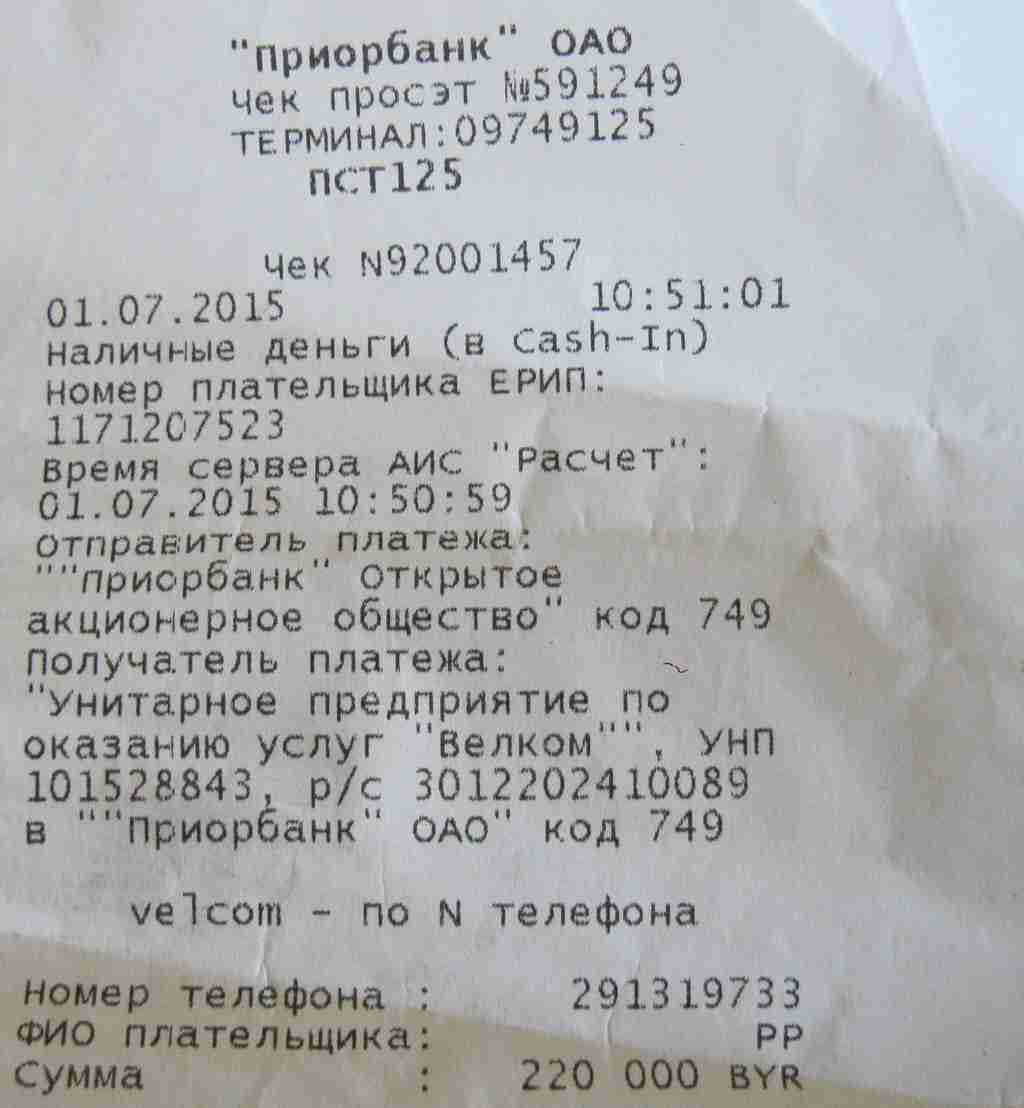 "Приорбанк" ОАО
чек просэт №591249
ТЕРМИНАЛ:09749125
ПСТ125
Чек N92001457
01.07.2015 10:51:01
Наличные деньги (в Cash-In)
Номер плательщика ЕРИП:
1171207523
Время сервера АИС "Расчет":
01.07.2015 10:50:59
Отправитель платежа:
""Приорбанк" Открытое
акционерное общество" код 749
Получатель платежа:
"Унитарное предприятие по
оказанию услуг "Велком"", УНП
101528843, р/с 3012202410089
в ""Приорбанк" ОАО" код 749
velcom - по N телефона
Номер телефона : 291319733
ФИО плательщика: РР
Сумма : 220 000 BYR